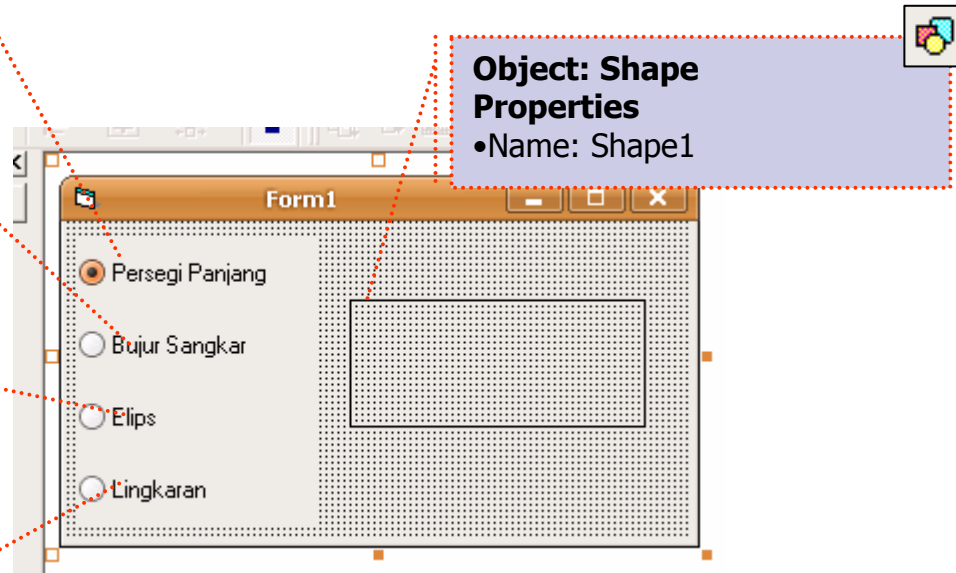 Object: Shape
Properties
•Name: Shape1
Form1
Persegi Panjang
Bujur Sangkar
Elips
Lingkaran